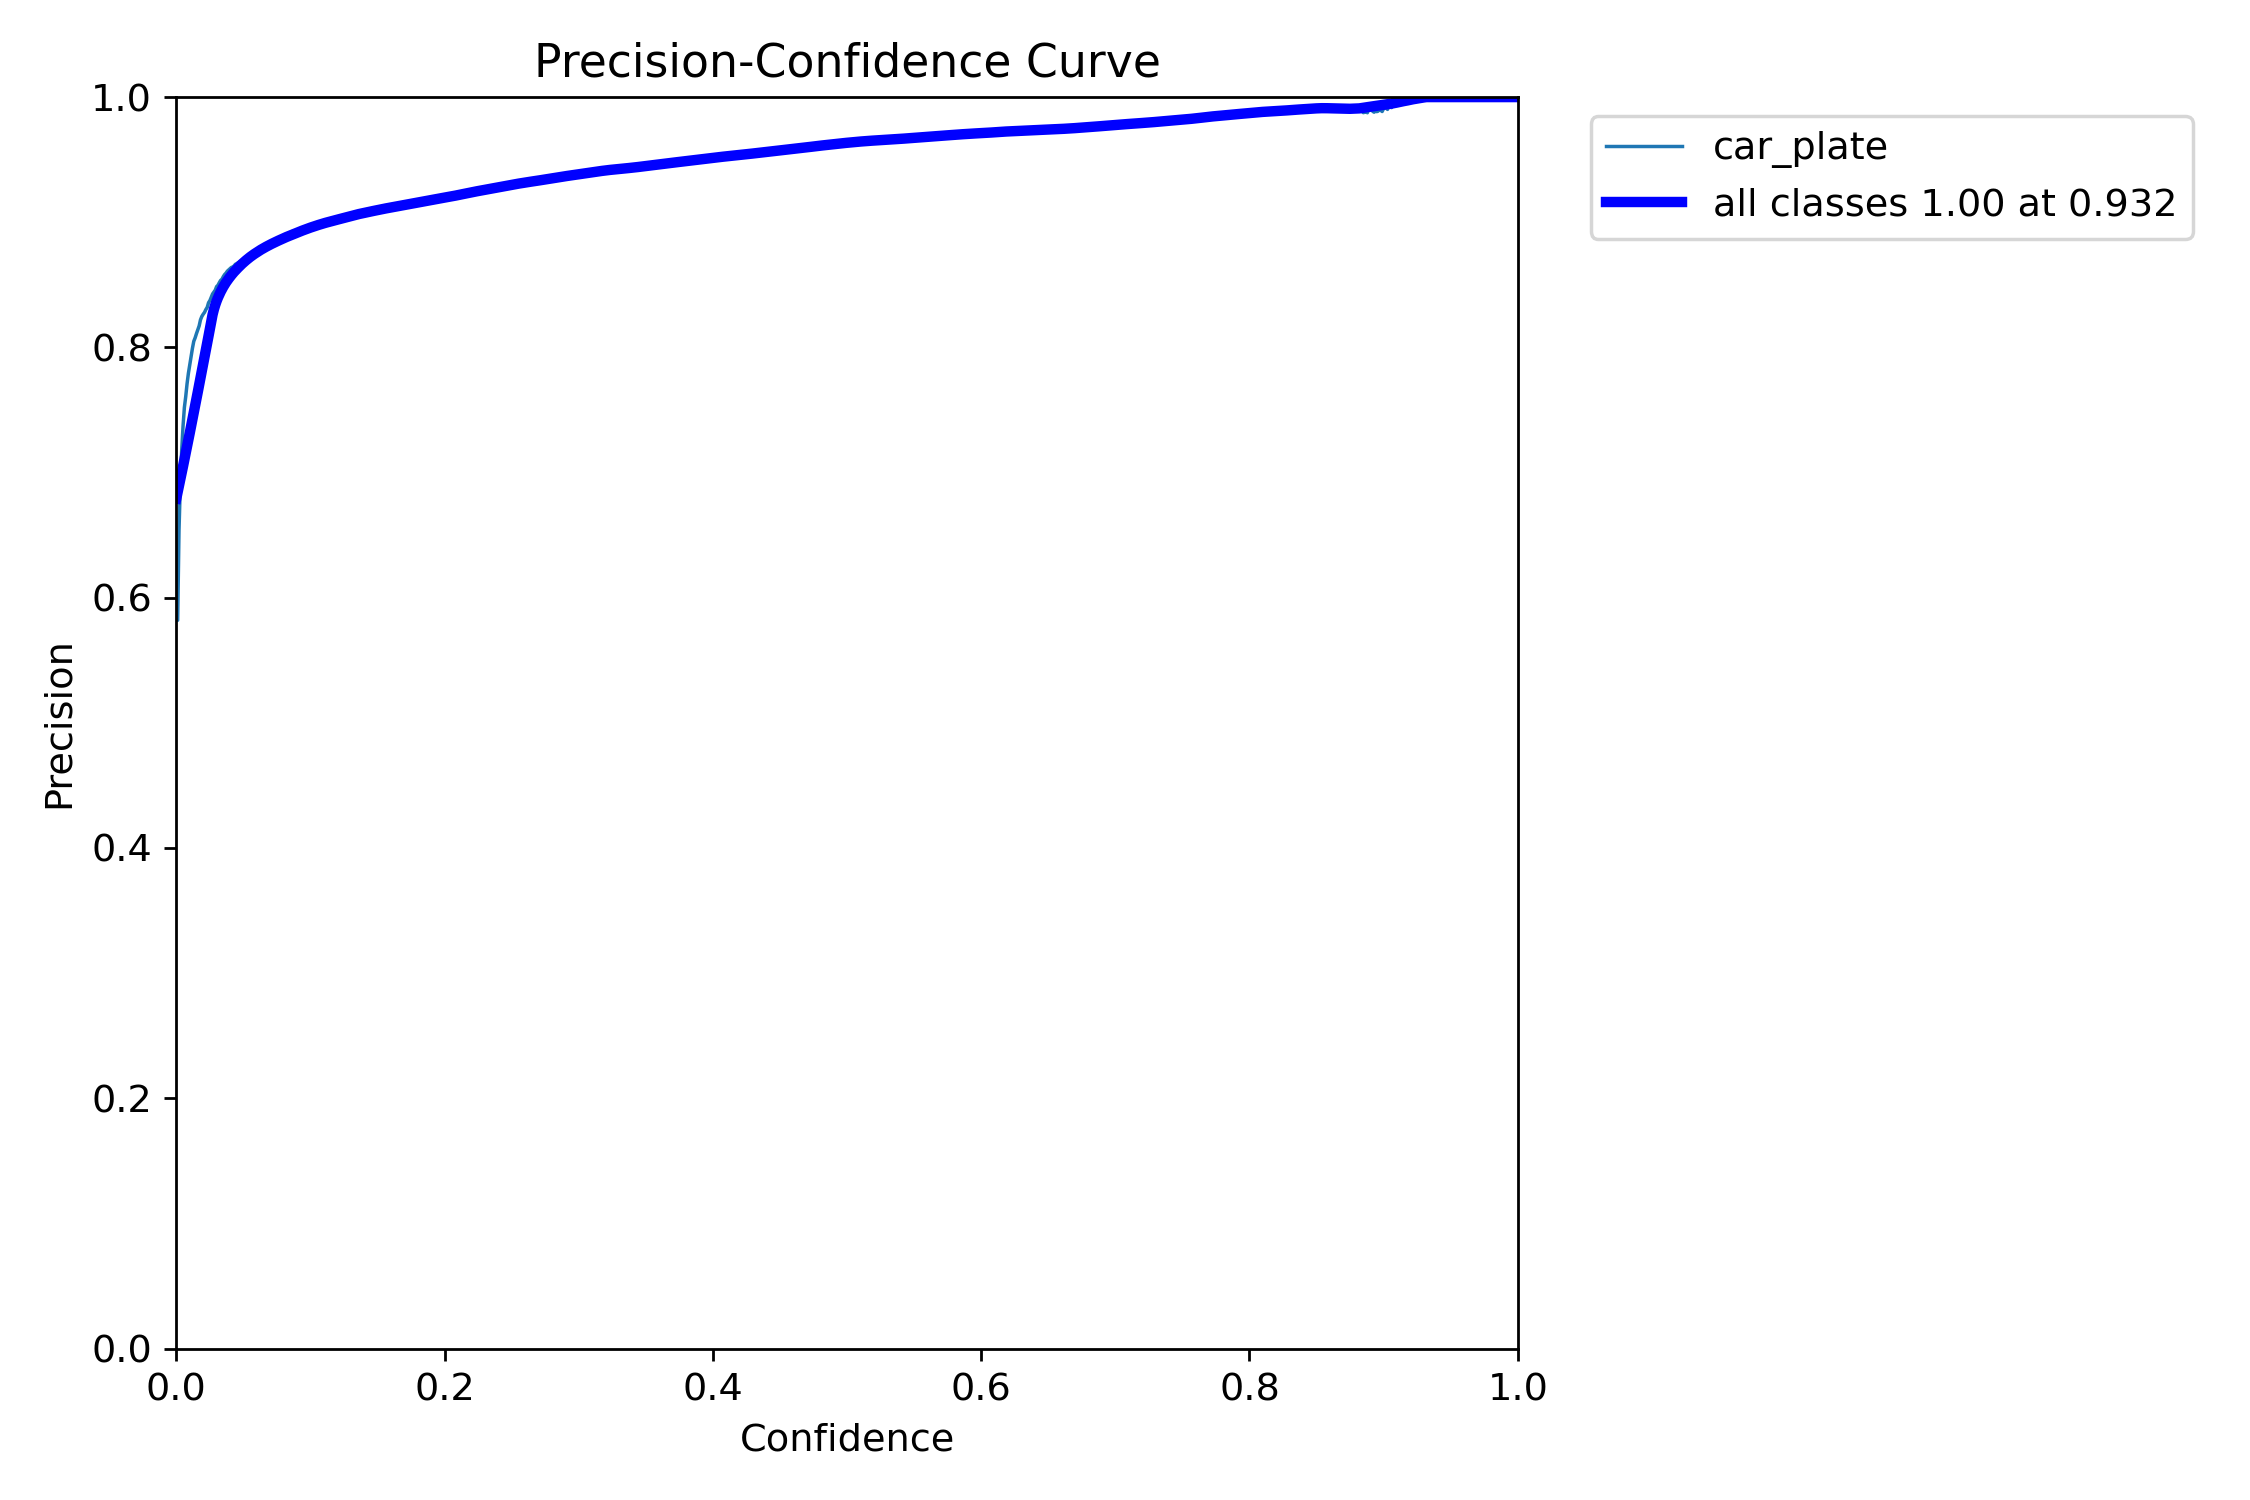 Precision-Confidence Curve
1.0
0.8
0.6
0.4
0.2
0.0
Precision
0.0 0.2 0.4 0.6 0.8 1.0
Confidence
car_plate
all classes 1.00 at 0.932